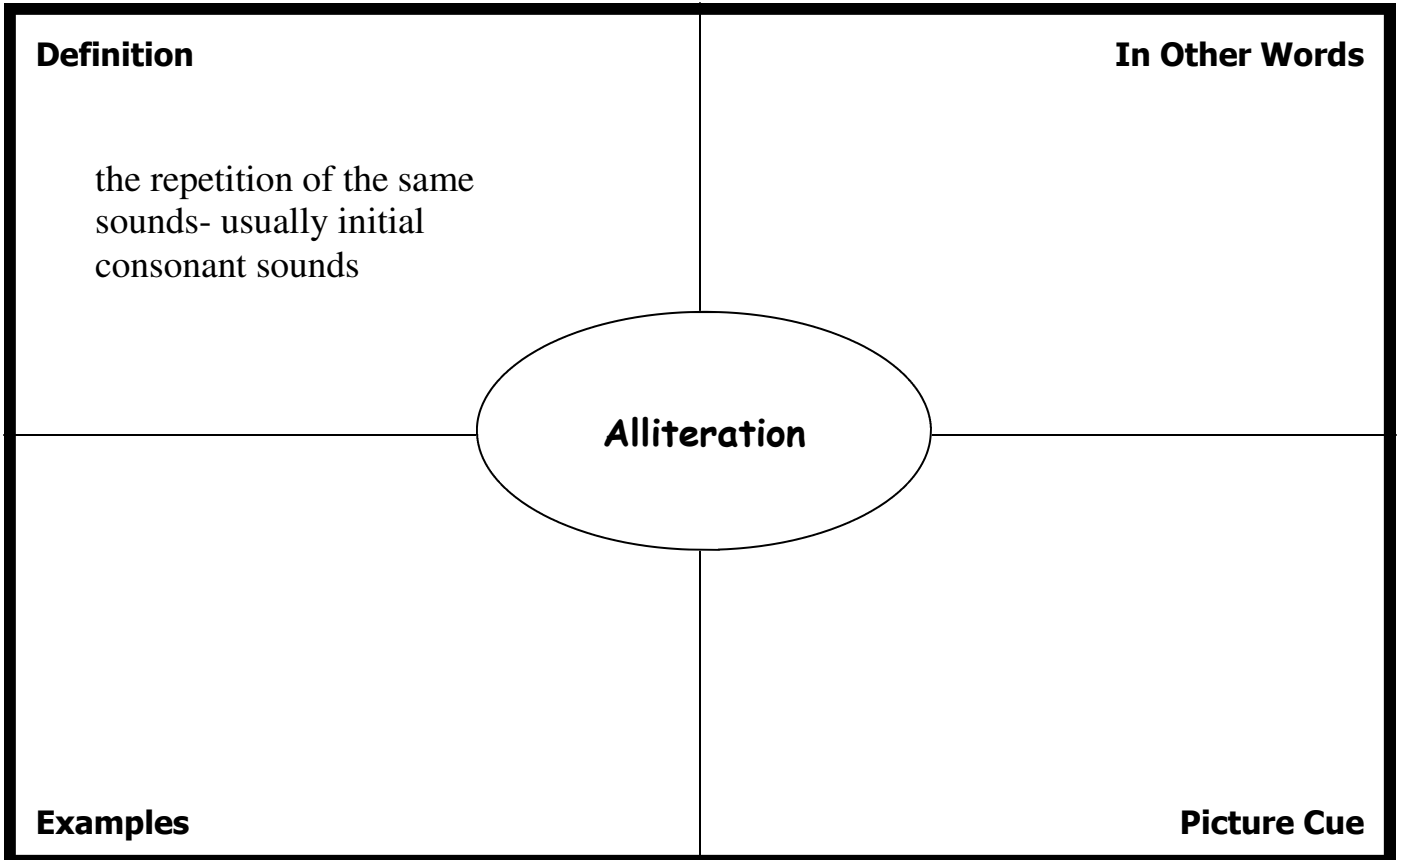 Definition
In Other Words
the repetition of the same
sounds- usually initial
consonant sounds
Alliteration
Examples
Picture Cue